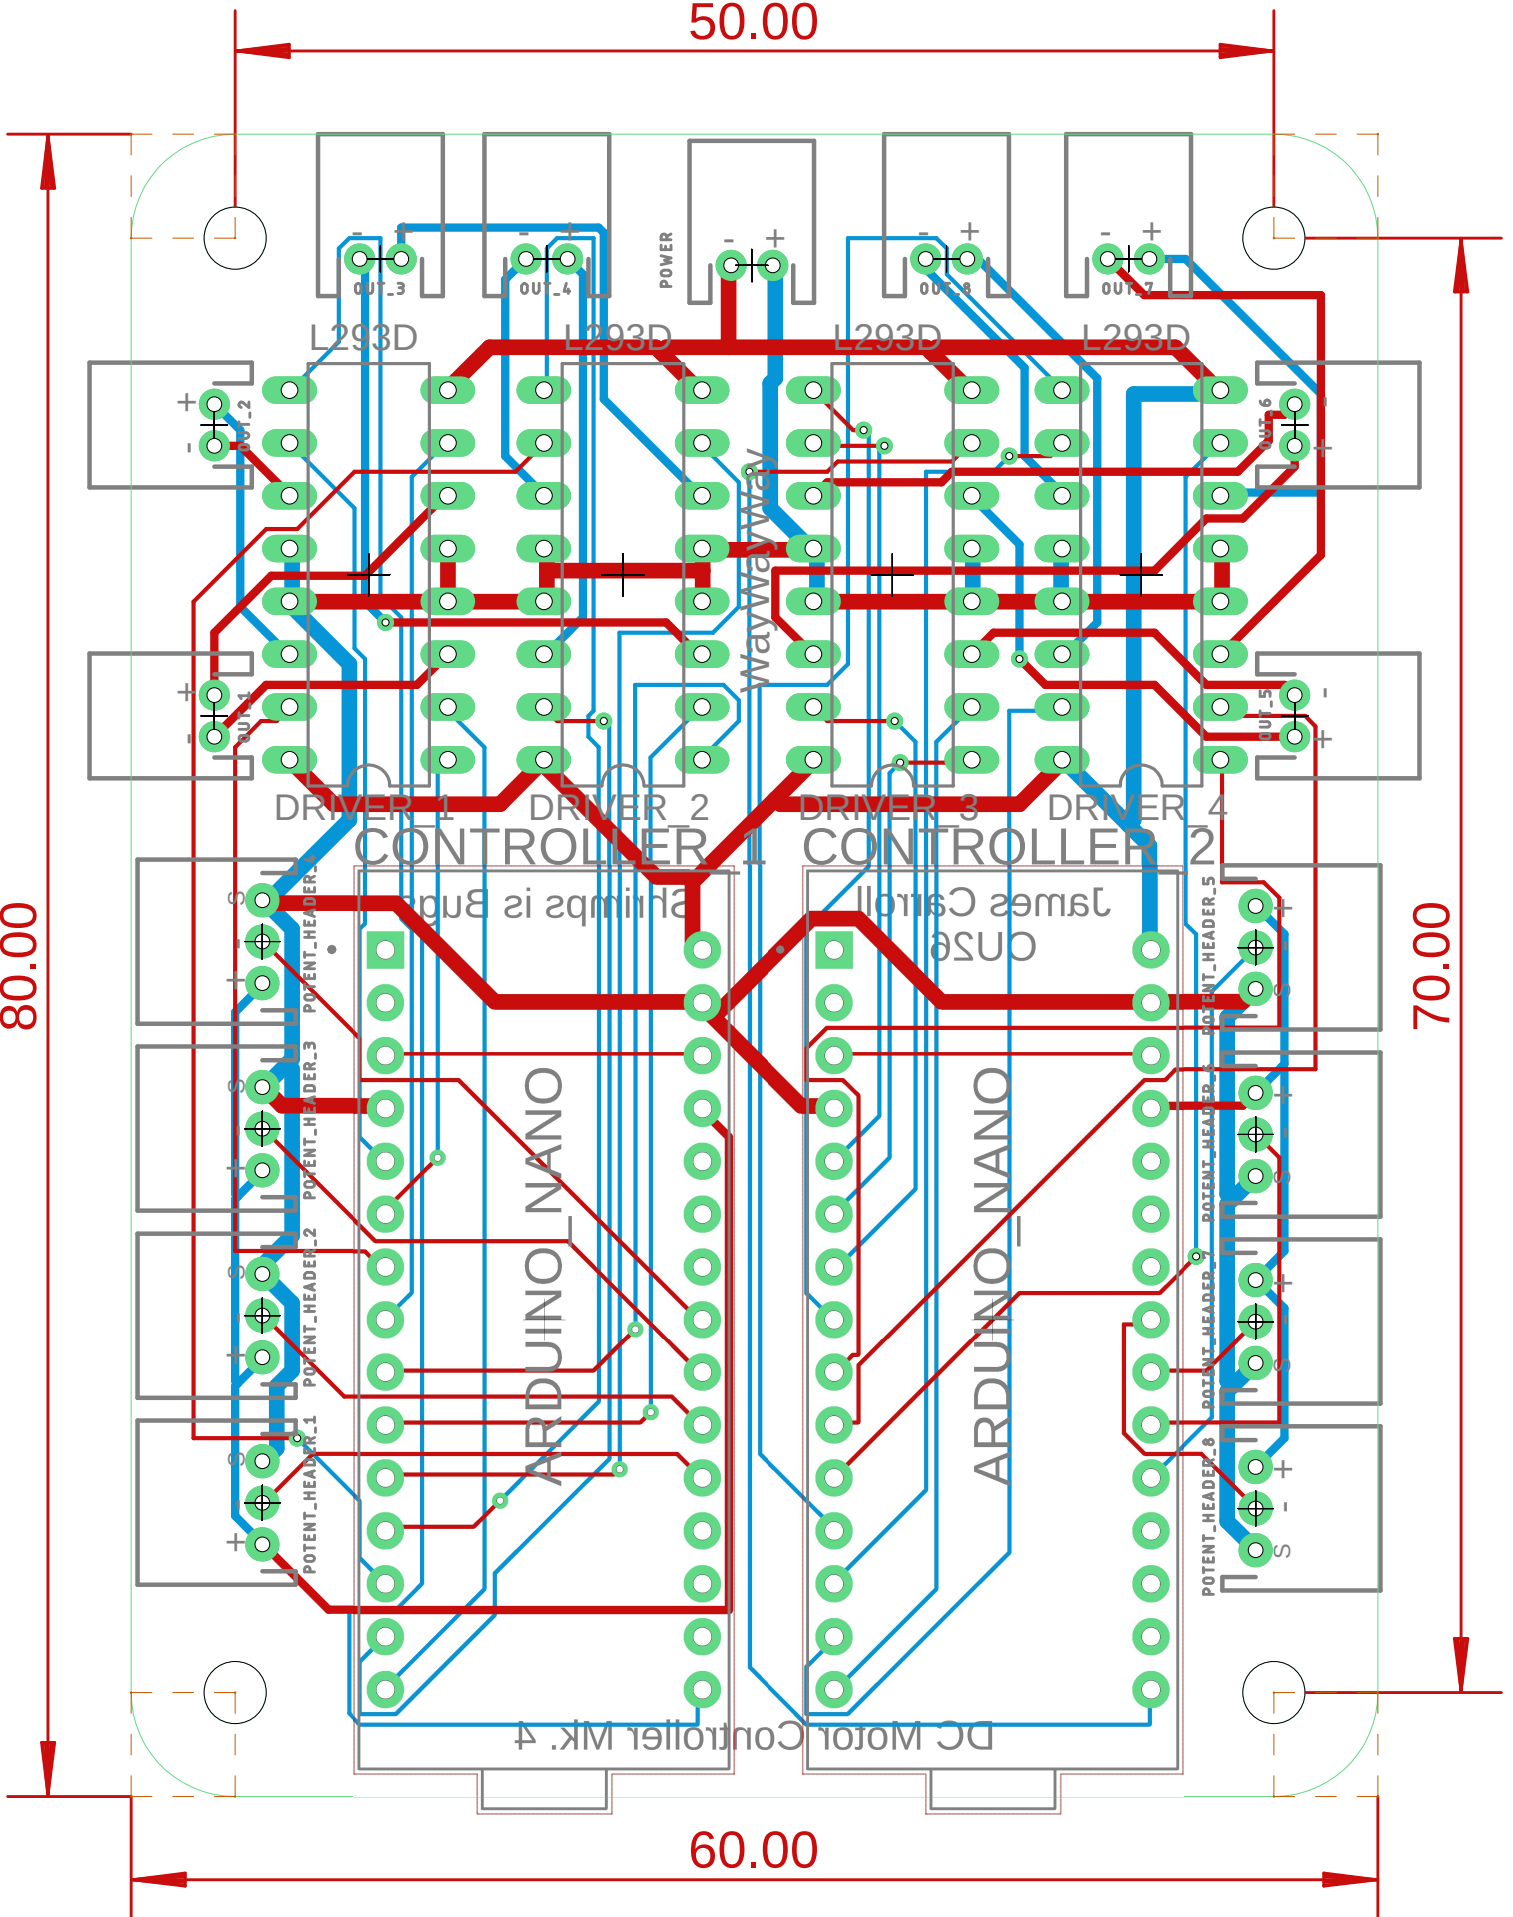 50.00
- +
OUT_3
- +
OUT_4
POWER
- +
- +
OUT_8
- +
OUT_7
L293D
L293D
L293D
L293D
+
-
OUT_2
OUT_6
-
+
WayWayWay
+
-
OUT_1
OUT_5
-
+
DRIVER_1
DRIVER_2
DRIVER_3
DRIVER_4
CONTROLLER_1
CONTROLLER_2
Shrimps is Bugs
James Carroll
CU26
80.00
70.00
S
-
+
POTENT_HEADER_4
POTENT_HEADER_5
+
-
S
S
-
+
POTENT_HEADER_3
POTENT_HEADER_6
+
-
S
ARDUINO_NANO
ARDUINO_NANO
S
-
+
POTENT_HEADER_2
POTENT_HEADER_7
+
-
S
S
-
+
POTENT_HEADER_1
POTENT_HEADER_8
+
-
S
DC Motor Controller Mk. 4
60.00